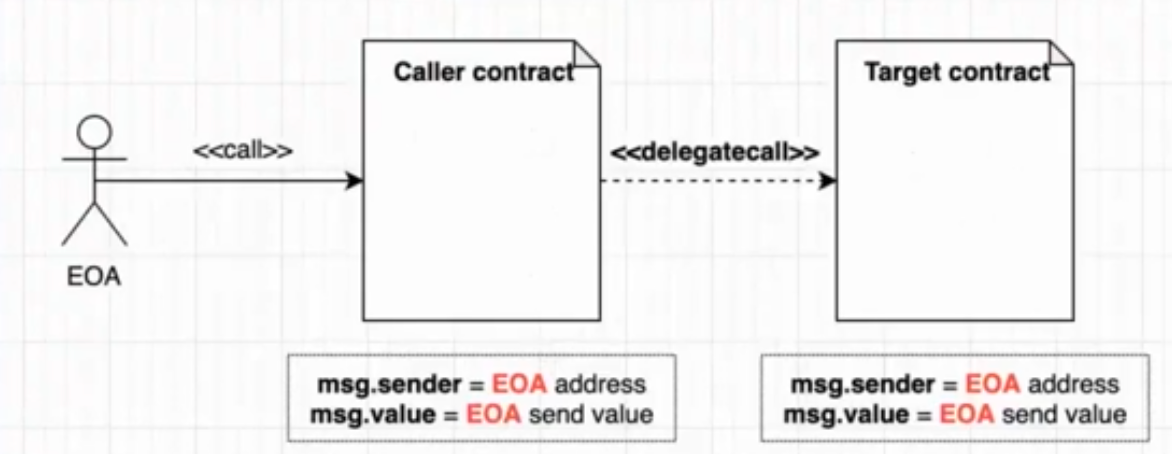 Caller contract
Target contract
<<call>>
<<delegatecall>>
EOA
msg.sender = EOA address
msg.value = EOA send value
msg.sender = EOA address
msg.value = EOA send value